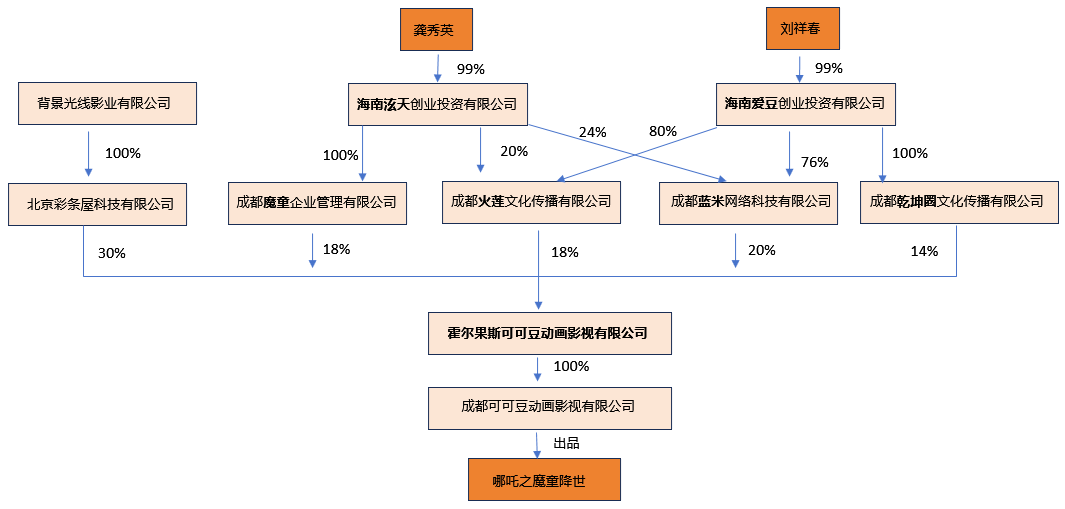 龚秀英
刘祥春
99%
99%
背景光线影业有限公司
海南泫天创业投资有限公司
海南爱豆创业投资有限公司
100%
100%
20%
24%
80%
76%
100%
北京彩条屋科技有限公司
成都魔童企业管理有限公司
成都火莲文化传播有限公司
成都蓝米网络科技有限公司
成都乾坤圆文化传播有限公司
30%
18%
18%
20%
14%
霍尔果斯可可豆动画影视有限公司
100%
成都可可豆动画影视有限公司
出品
哪吒之魔童降世